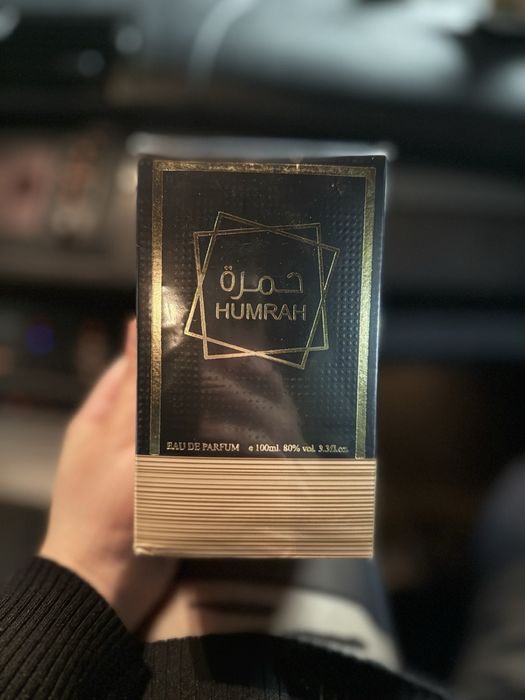 حمرة
HUMRAH
EAU DE PARFUM e 100ml. 80% vol. 3.3fl.oz